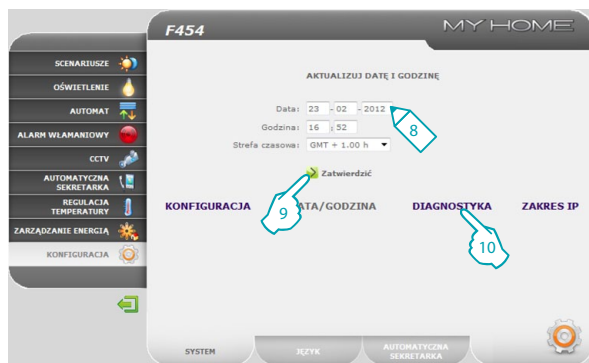 F454
MY HOME
SCENARIUSZE
OŚWIETLENIE
AUTOMAT
ALARM WŁAMANIOWY
CCTV
AUTOMATYCZNA
SEKRETARKA
REGULACJA
TEMPERATURY
ZARZĄDZANIE ENERGIĄ
KONFIGURACJA
AKTUALIZUJ DATĘ I GODZINĘ
Data: 23 - 02 - 2012
8
Godzina: 16 : 52
Strefa czasowa: GMT + 1.00 h
Zatwierdzić
9
KONFIGURACJA ATA/GODZINA DIAGNOSTYKA ZAKRES IP
10
SYSTEM JĘZYK AUTOMATYCZNA
SEKRETARKA